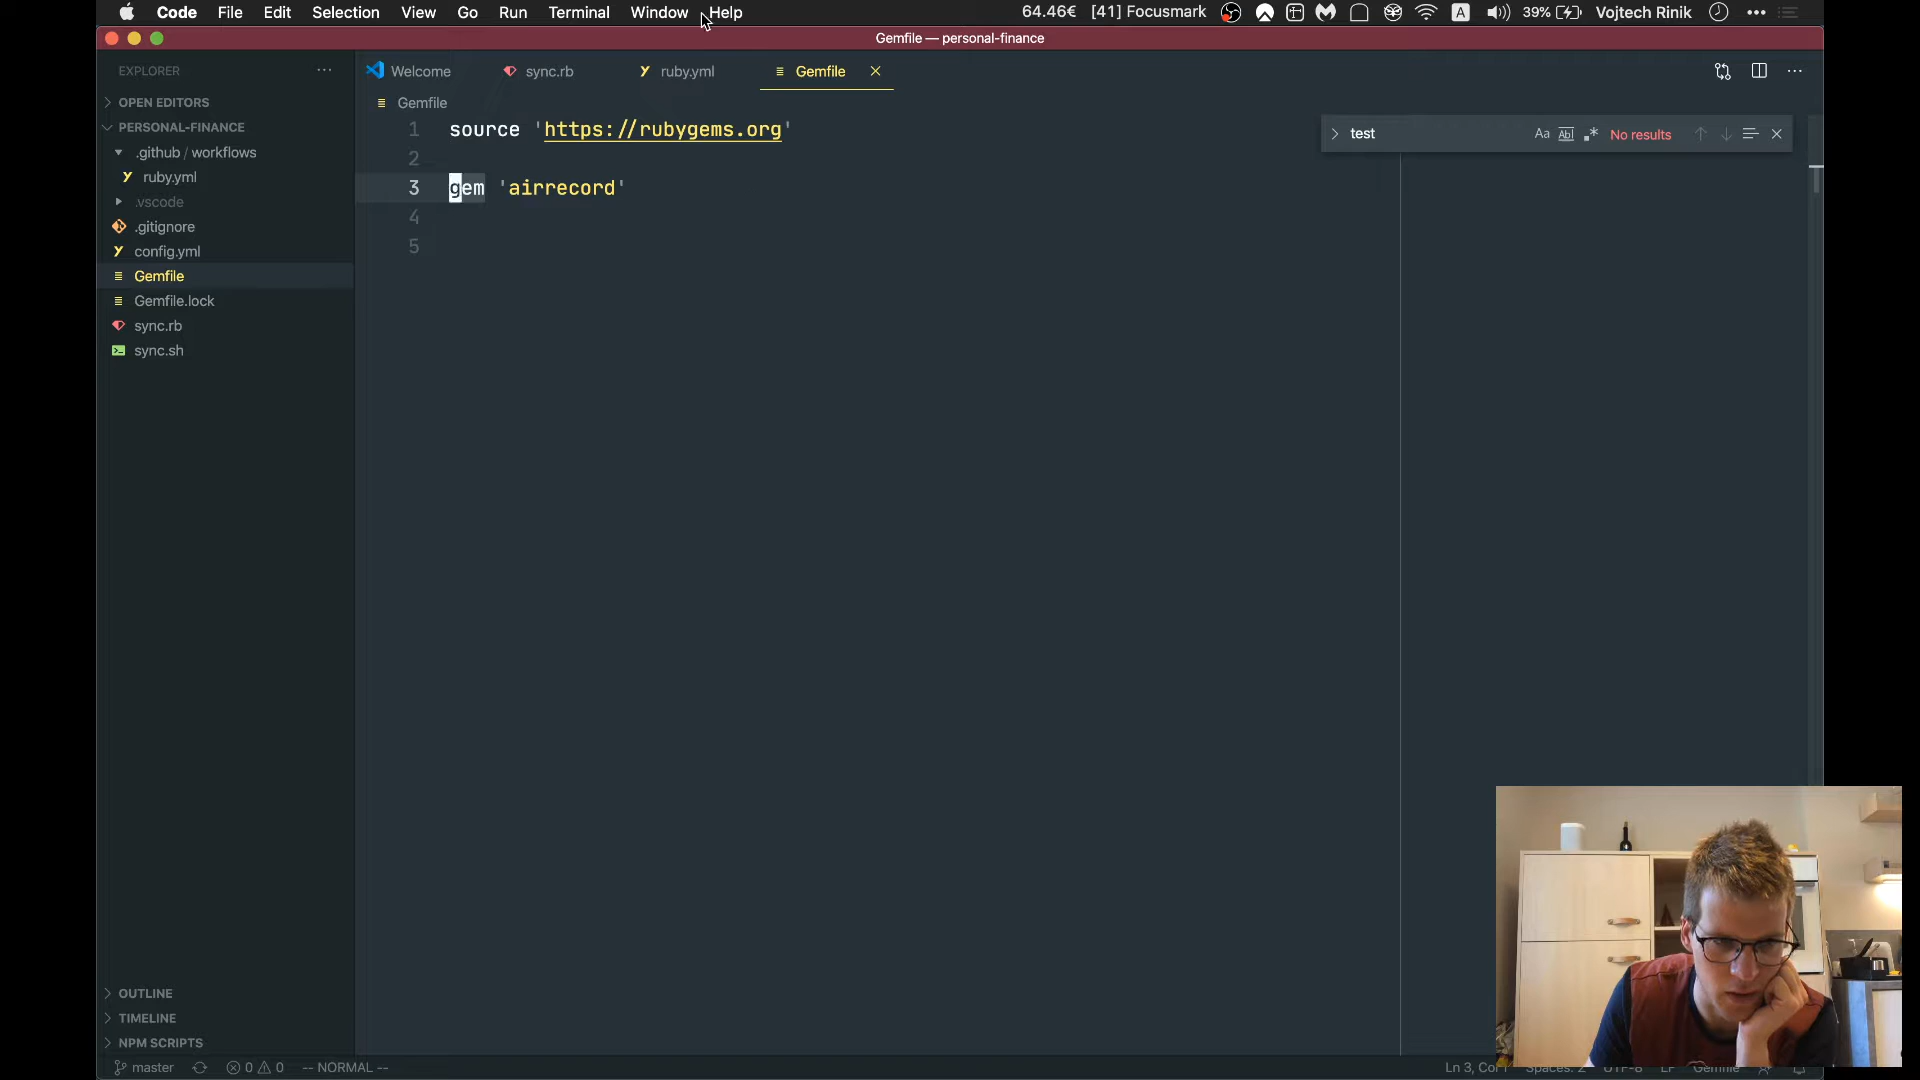 Code File Edit Selection View Go Run Terminal Window Help 64.46€ [41] Focusmark A 39% Vojtech Rinik
Gemfile — personal-finance
EXPLORER
Welcome sync.rb ruby.yml Gemfile
OPEN EDITORS
Gemfile
PERSONAL-FINANCE
1 source 'https://rubygems.org'
test Aa Ab| .* No results
.github / workflows
2
ruby.yml
3 gem 'airrecord'
.vscode
4
.gitignore
5
config.yml
Gemfile
Gemfile.lock
sync.rb
sync.sh
OUTLINE
TIMELINE
NPM SCRIPTS
master 0 0 -- NORMAL -- Ln 3, Col Spaces: 2 UTF-8 LF Gemfile